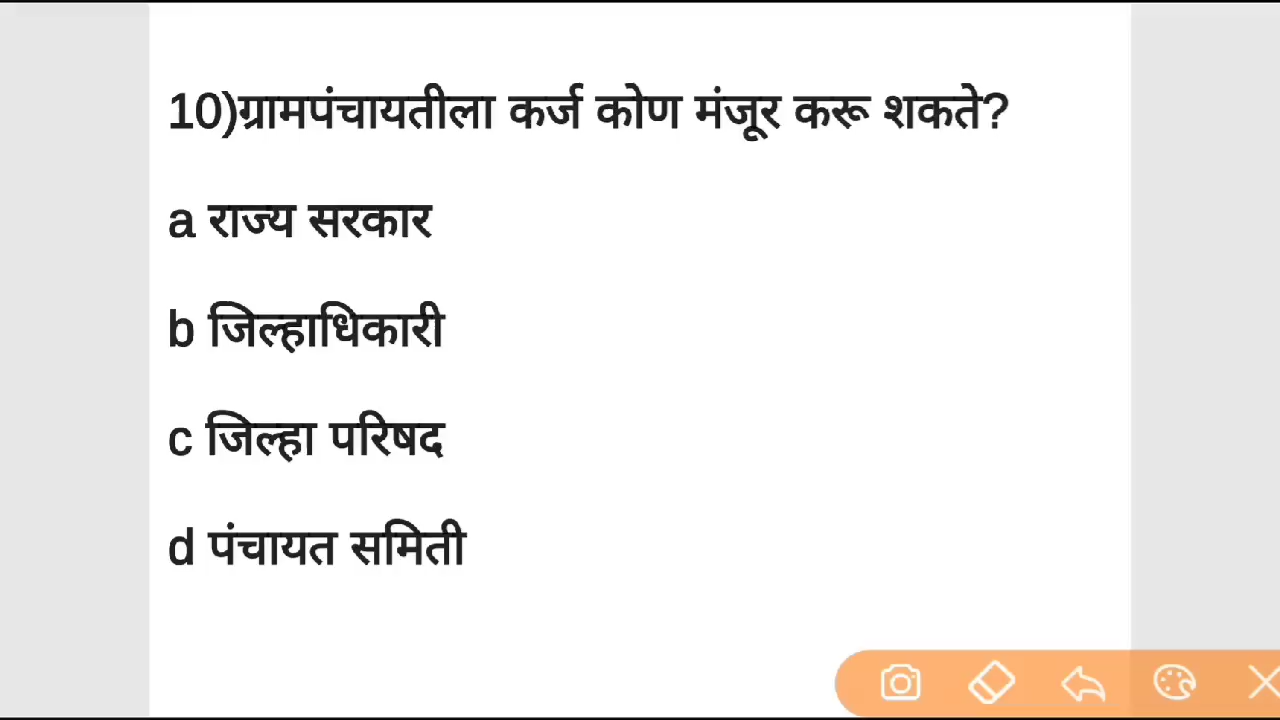 10)ग्रामपंचायतीला कर्ज कोण मंजूर करू शकते?
a राज्य सरकार
b जिल्हाधिकारी
c जिल्हा परिषद
d पंचायत समिती